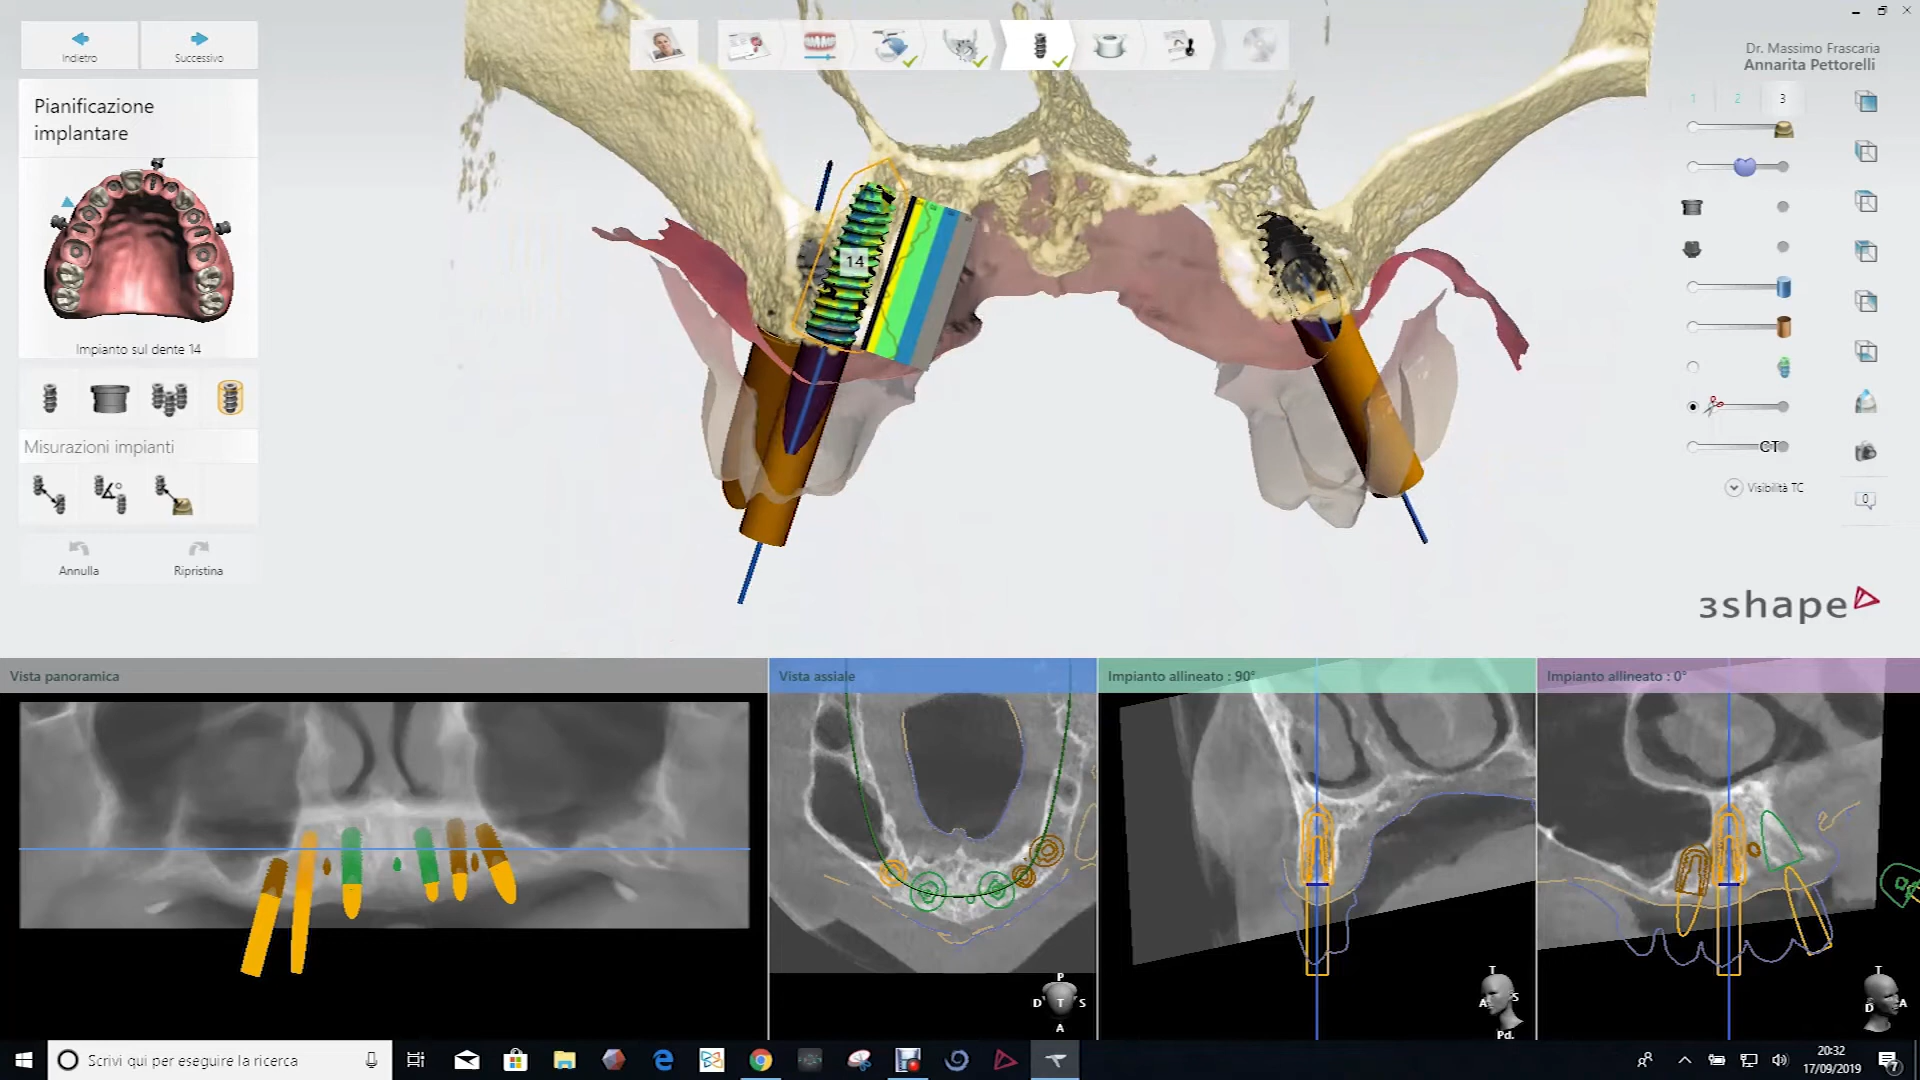 Indietro
Successivo
Pianificazione
implantare
Impianto sul dente 14
Misurazioni impianti
Annulla
Ripristina
14
Dr. Massimo Frascaria
Annarita Pettorelli
1 2 3
CT
Visibilità TC
0
3shape
Vista panoramica
Vista assiale
Impianto allineato : 90°
Impianto allineato : 0°
P
D T S
A
T
A S
Pd.
T
D A
Scrivi qui per eseguire la ricerca
20:32
17/09/2019
7